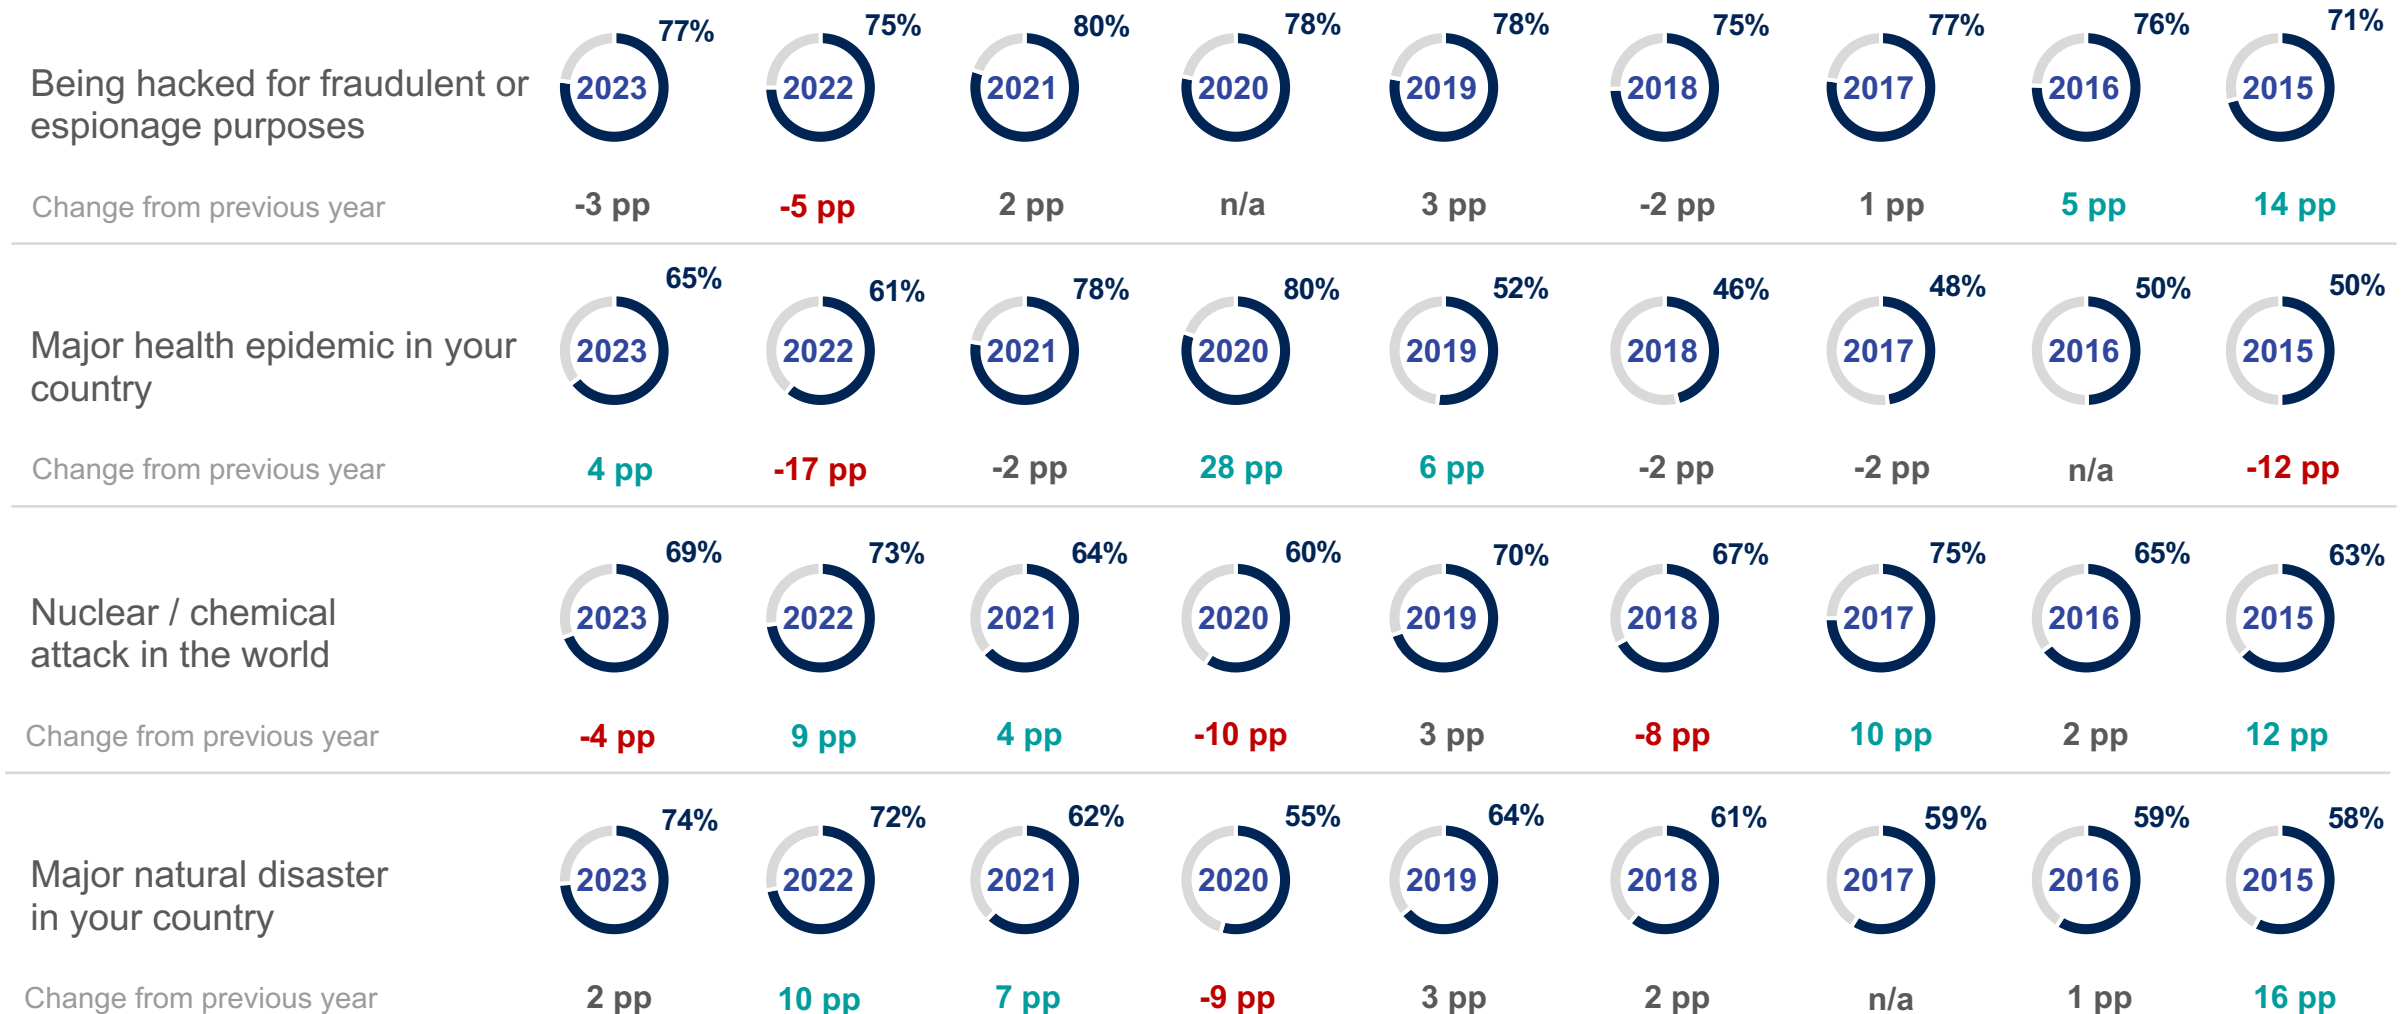 77% 75% 80% 78% 78% 75% 77% 76% 71%
Being hacked for fraudulent or
espionage purposes
2023 2022 2021 2020 2019 2018 2017 2016 2015
Change from previous year -3 pp -5 pp 2 pp n/a 3 pp -2 pp 1 pp 5 pp 14 pp
65% 61% 78% 80% 52% 46% 48% 50% 50%
Major health epidemic in your
country
2023 2022 2021 2020 2019 2018 2017 2016 2015
Change from previous year 4 pp -17 pp -2 pp 28 pp 6 pp -2 pp -2 pp n/a -12 pp
69% 73% 64% 60% 70% 67% 75% 65% 63%
Nuclear / chemical
attack in the world
2023 2022 2021 2020 2019 2018 2017 2016 2015
Change from previous year -4 pp 9 pp 4 pp -10 pp 3 pp -8 pp 10 pp 2 pp 12 pp
74% 72% 62% 55% 64% 61% 59% 59% 58%
Major natural disaster
in your country
2023 2022 2021 2020 2019 2018 2017 2016 2015
Change from previous year 2 pp 10 pp 7 pp -9 pp 3 pp 2 pp n/a 1 pp 16 pp